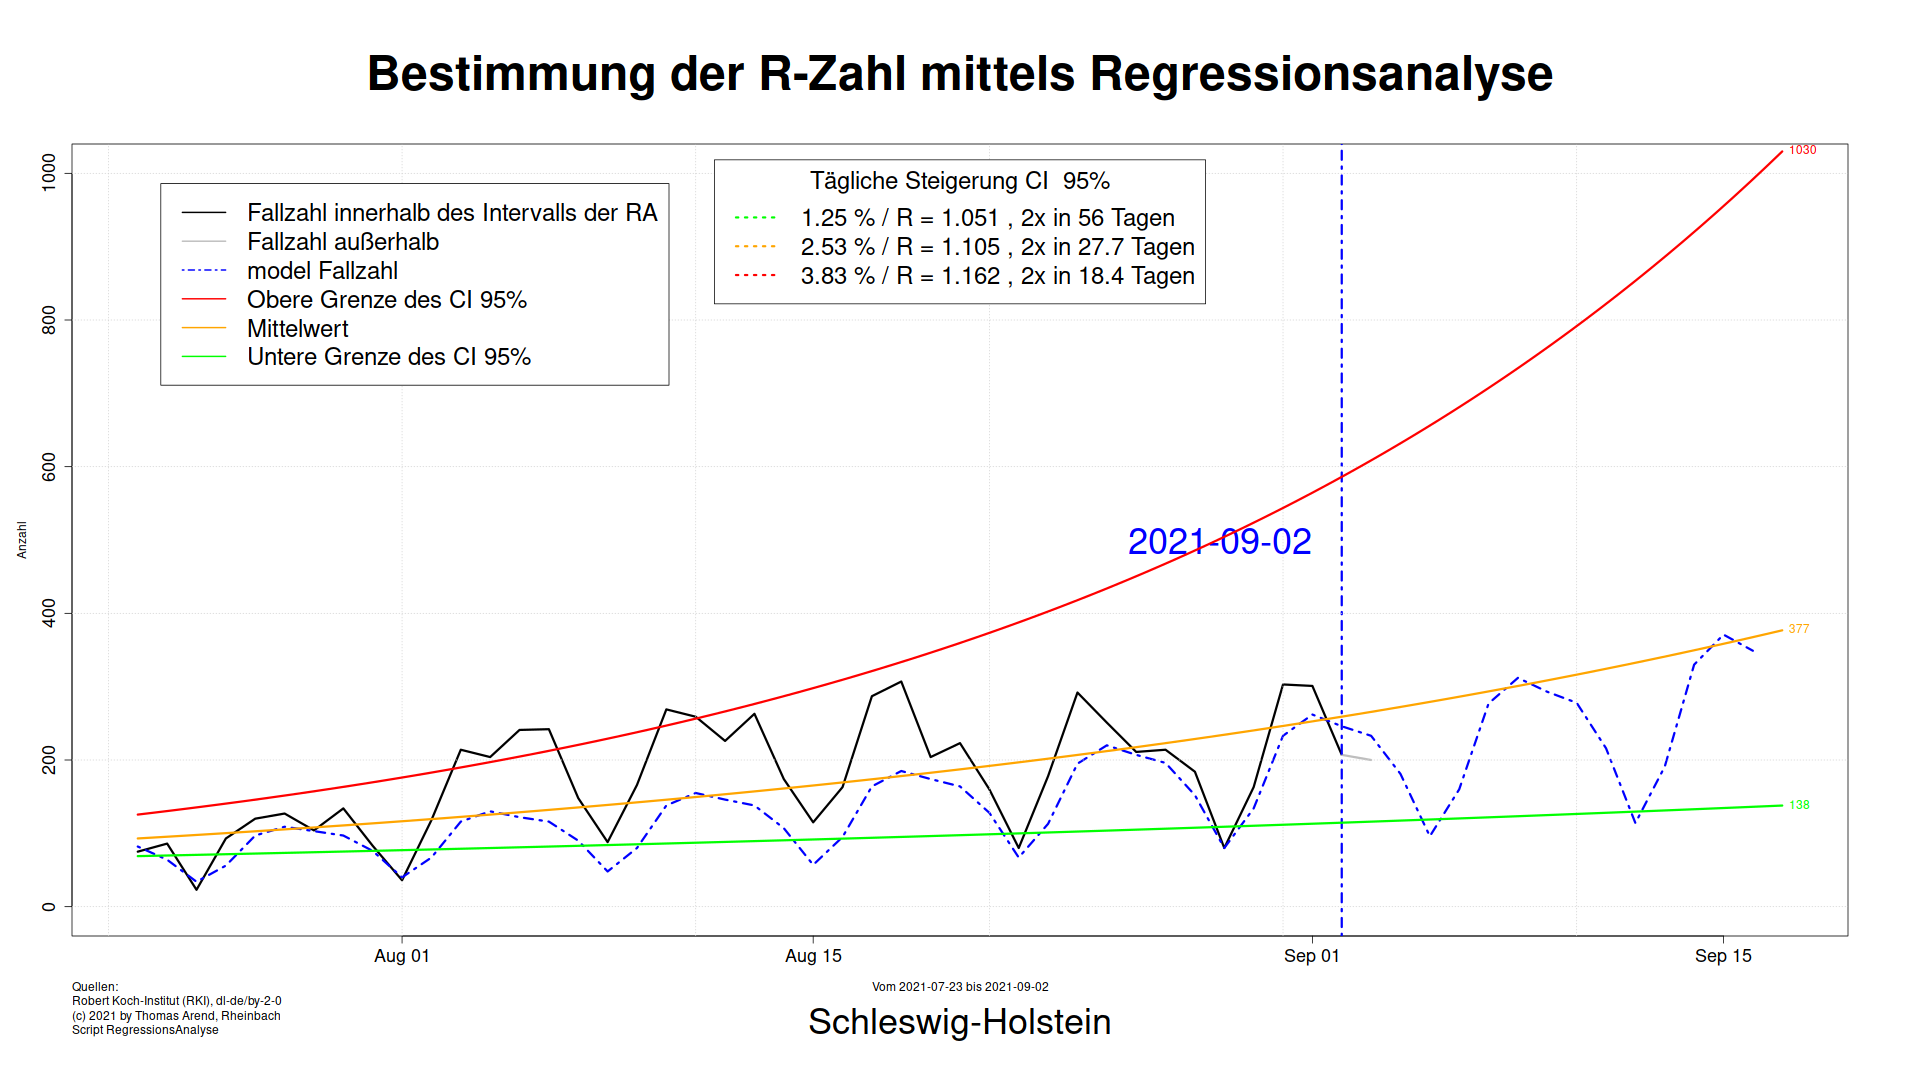 Bestimmung der R-Zahl mittels Regressionsanalyse
Fallzahl innerhalb des Intervalls der RA
Fallzahl außerhalb
model Fallzahl
Obere Grenze des CI 95%
Mittelwert
Untere Grenze des CI 95%
Tägliche Steigerung CI  95%
1.25 % / R = 1.051 , 2x in 56 Tagen
2.53 % / R = 1.105 , 2x in 27.7 Tagen
3.83 % / R = 1.162 , 2x in 18.4 Tagen
1030
377
138
2021-09-02
Anzahl
1000
800
600
400
200
0
Aug 01
Aug 15
Sep 01
Sep 15
Quellen:
Robert Koch-Institut (RKI), dl-de/by-2-0
(c) 2021 by Thomas Arend, Rheinbach
Script RegressionsAnalyse
Vom 2021-07-23 bis 2021-09-02
Schleswig-Holstein